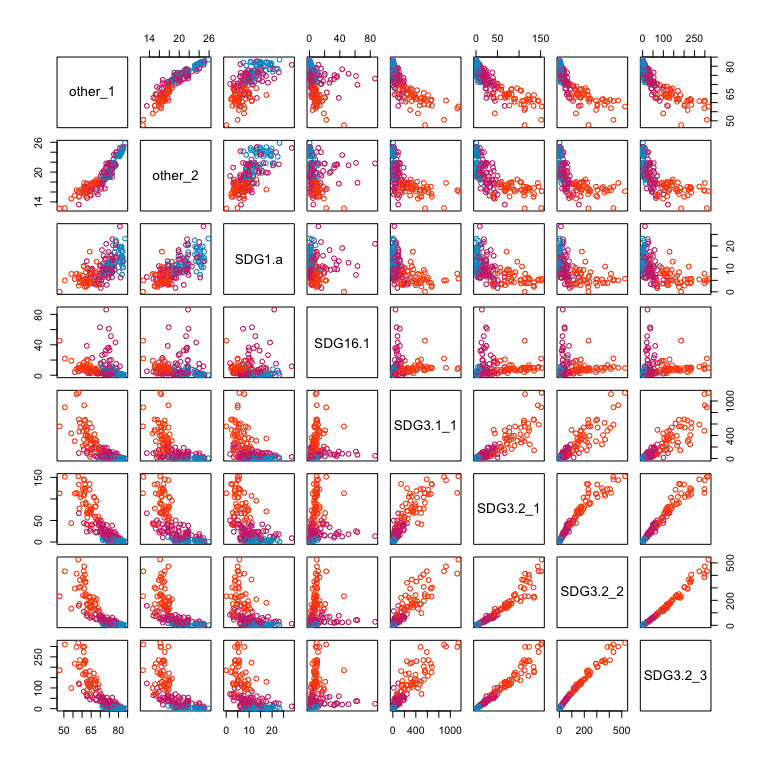 14 20 26 0 40 80 0 50 150 0 100 250
other_1 50 65 80
14 20 26 other_2
SDG1.a 0 10 20
0 40 80 SDG16.1
SDG3.1_1 0 400 1000
0 50 150 SDG3.2_1
SDG3.2_2 0 200 500
0 100 250 SDG3.2_3
50 65 80 0 10 20 0 400 1000 0 200 500